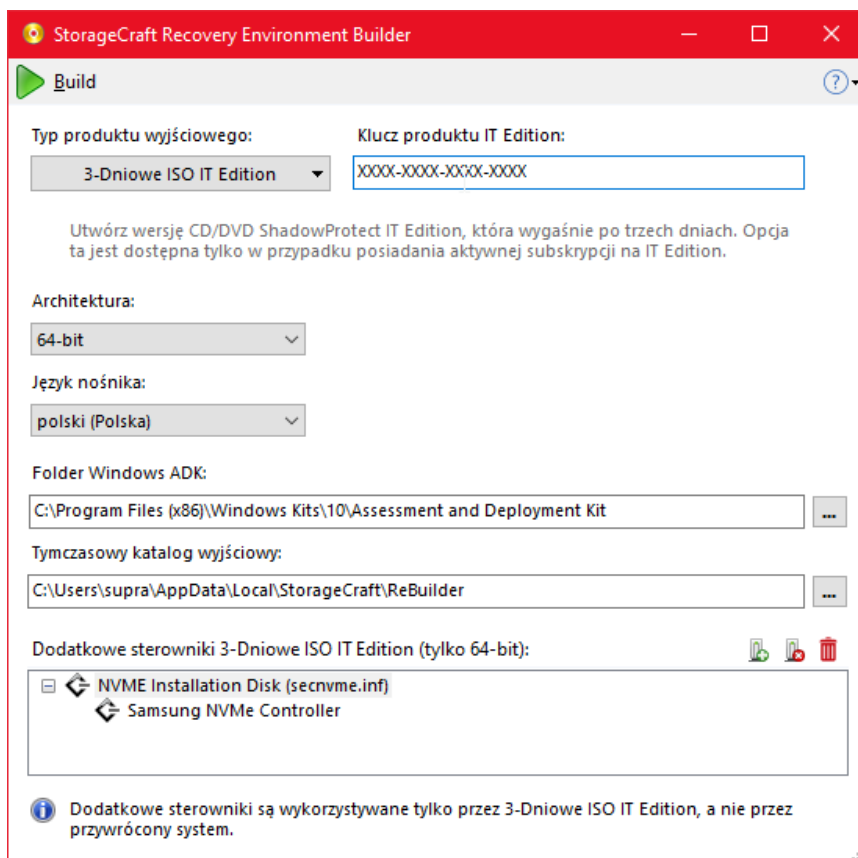 StorageCraft Recovery Environment Builder
Build
Typ produktu wyjściowego:
Klucz produktu IT Edition:
3-Dniowe ISO IT Edition
XXXX-XXXX-XXXX-XXXX
Utwórz wersję CD/DVD ShadowProtect IT Edition, która wygaśnie po trzech dniach. Opcja
ta jest dostępna tylko w przypadku posiadania aktywnej subskrypcji na IT Edition.
Architektura:
64-bit
Język nośnika:
polski (Polska)
Folder Windows ADK:
C:\Program Files (x86)\Windows Kits\10\Assessment and Deployment Kit
...
Tymczasowy katalog wyjściowy:
C:\Users\supra\AppData\Local\StorageCraft\ReBuilder
...
Dodatkowe sterowniki 3-Dniowe ISO IT Edition (tylko 64-bit):
NVME Installation Disk (secnvme.inf)
Samsung NVMe Controller
Dodatkowe sterowniki są wykorzystywane tylko przez 3-Dniowe ISO IT Edition, a nie przez
przywrócony system.